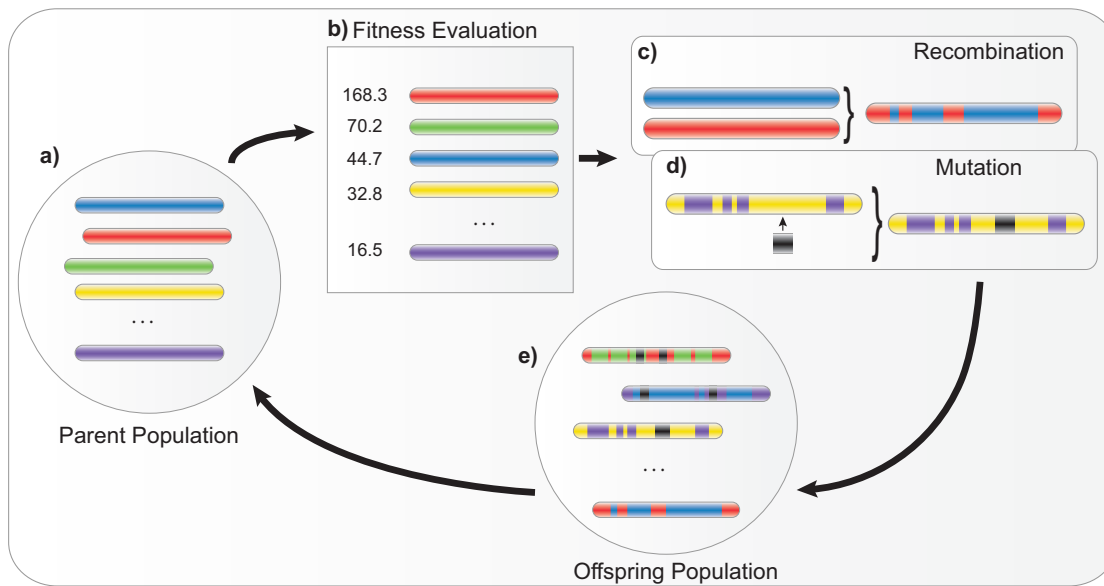 a)
...
Parent Population
b) Fitness Evaluation
168.3
70.2
44.7
32.8
...
16.5
c) Recombination
}
d) Mutation
}
e)
...
Offspring Population